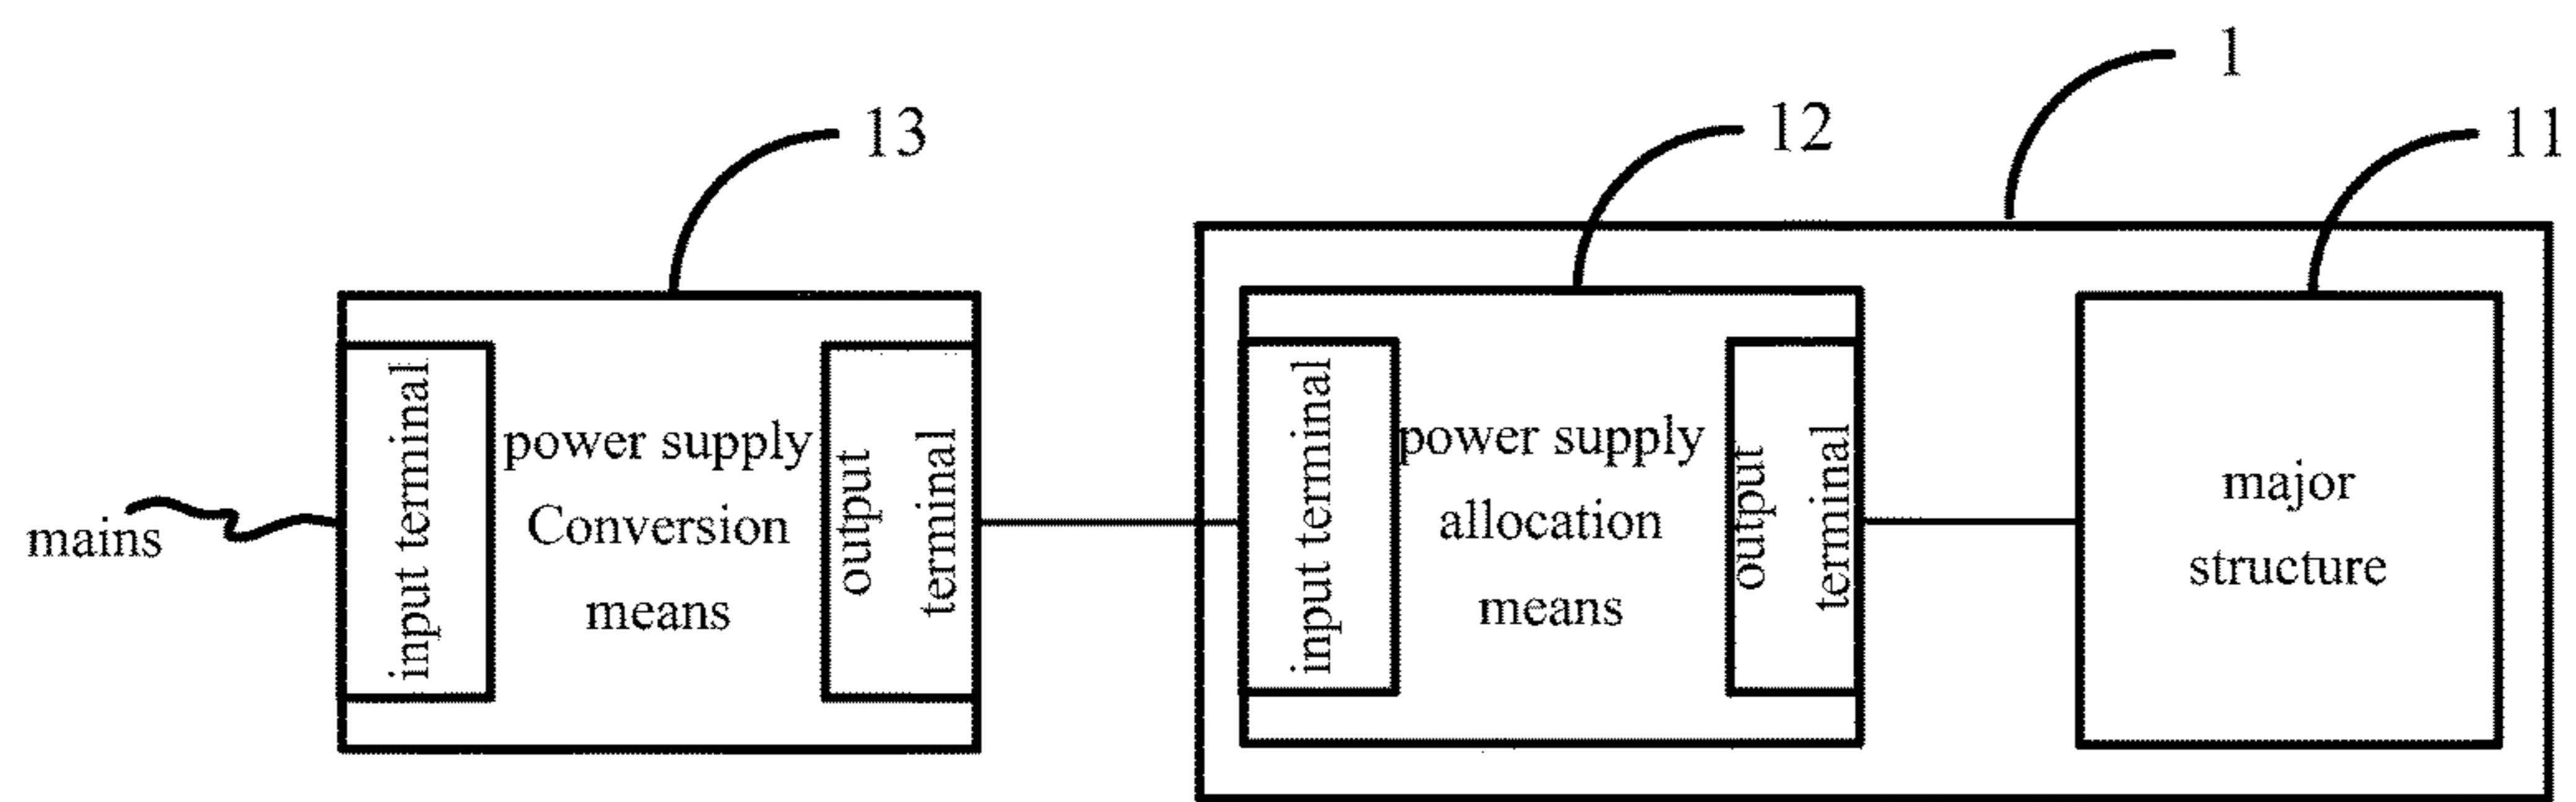 1
13
12
11
mains
input terminal
power supply
Conversion
means
output
terminal
input terminal
power supply
allocation
means
output
terminal
major
structure